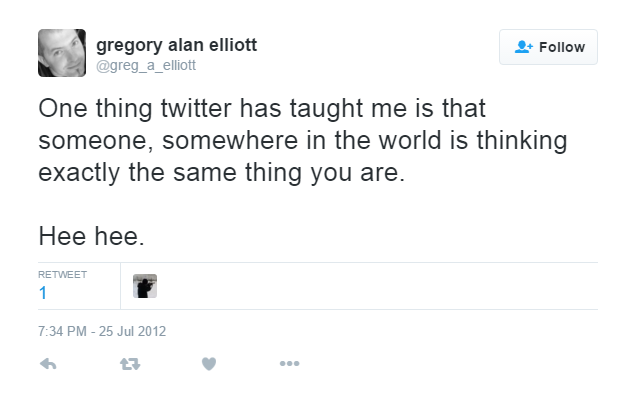 gregory alan elliott
@greg_a_elliott
Follow
One thing twitter has taught me is that
someone, somewhere in the world is thinking
exactly the same thing you are.
Hee hee.
RETWEET
1
7:34 PM - 25 Jul 2012